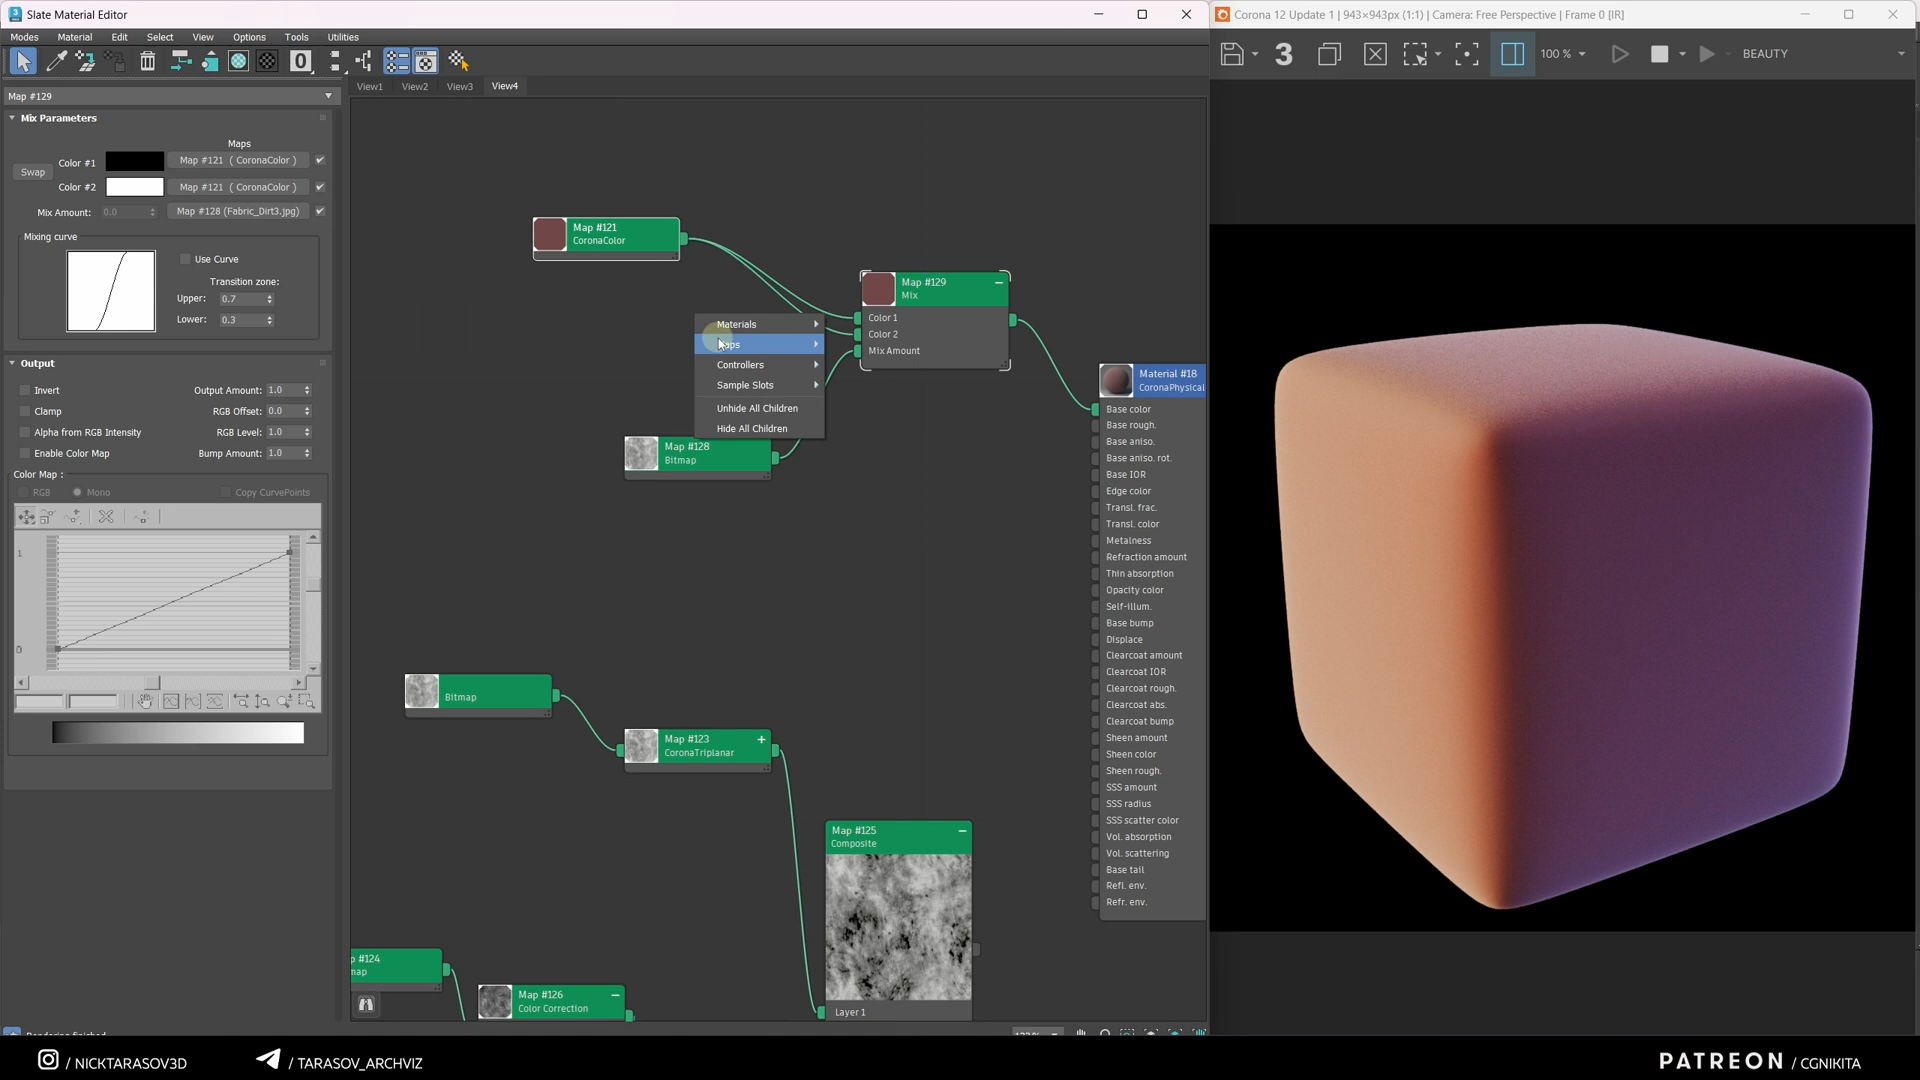 Slate Material Editor
Modes Material Edit Select View Options Tools Utilities
Map #129
Mix Parameters
Maps
Swap
Color #1
Map #121 ( CoronaColor )
Color #2
Map #121 ( CoronaColor )
Mix Amount: 0.0
Map #128 (Fabric_Dirt3.jpg)
Mixing curve
Use Curve
Transition zone:
Upper: 0.7
Lower: 0.3
Output
Invert
Output Amount: 1.0
Clamp
RGB Offset: 0.0
Alpha from RGB Intensity
RGB Level: 1.0
Enable Color Map
Bump Amount: 1.0
Color Map :
RGB
Mono
Copy CurvePoints
1
0
View1 View2 View3 View4
Map #121
CoronaColor
Map #129
Mix
Color 1
Color 2
Mix Amount
Materials
Maps
Controllers
Sample Slots
Unhide All Children
Hide All Children
Map #128
Bitmap
Bitmap
Map #123
CoronaTriplanar
Map #125
Composite
Layer 1
p #124
map
Map #126
Color Correction
Material #18
CoronaPhysical
Base color
Base rough.
Base aniso.
Base aniso. rot.
Base IOR
Edge color
Transl. frac.
Transl. color
Metalness
Refraction amount
Thin absorption
Opacity color
Self-illum.
Base bump
Displace
Clearcoat amount
Clearcoat IOR
Clearcoat rough.
Clearcoat abs.
Clearcoat bump
Sheen amount
Sheen color
Sheen rough.
SSS amount
SSS radius
SSS scatter color
Vol. absorption
Vol. scattering
Base tail
Refl. env.
Refr. env.
Rendering finished
Corona 12 Update 1 | 943×943px (1:1) | Camera: Free Perspective | Frame 0 [IR]
3
100 %
BEAUTY
/ NICKTARASOV3D
/ TARASOV_ARCHVIZ
PATREON / CGNIKITA